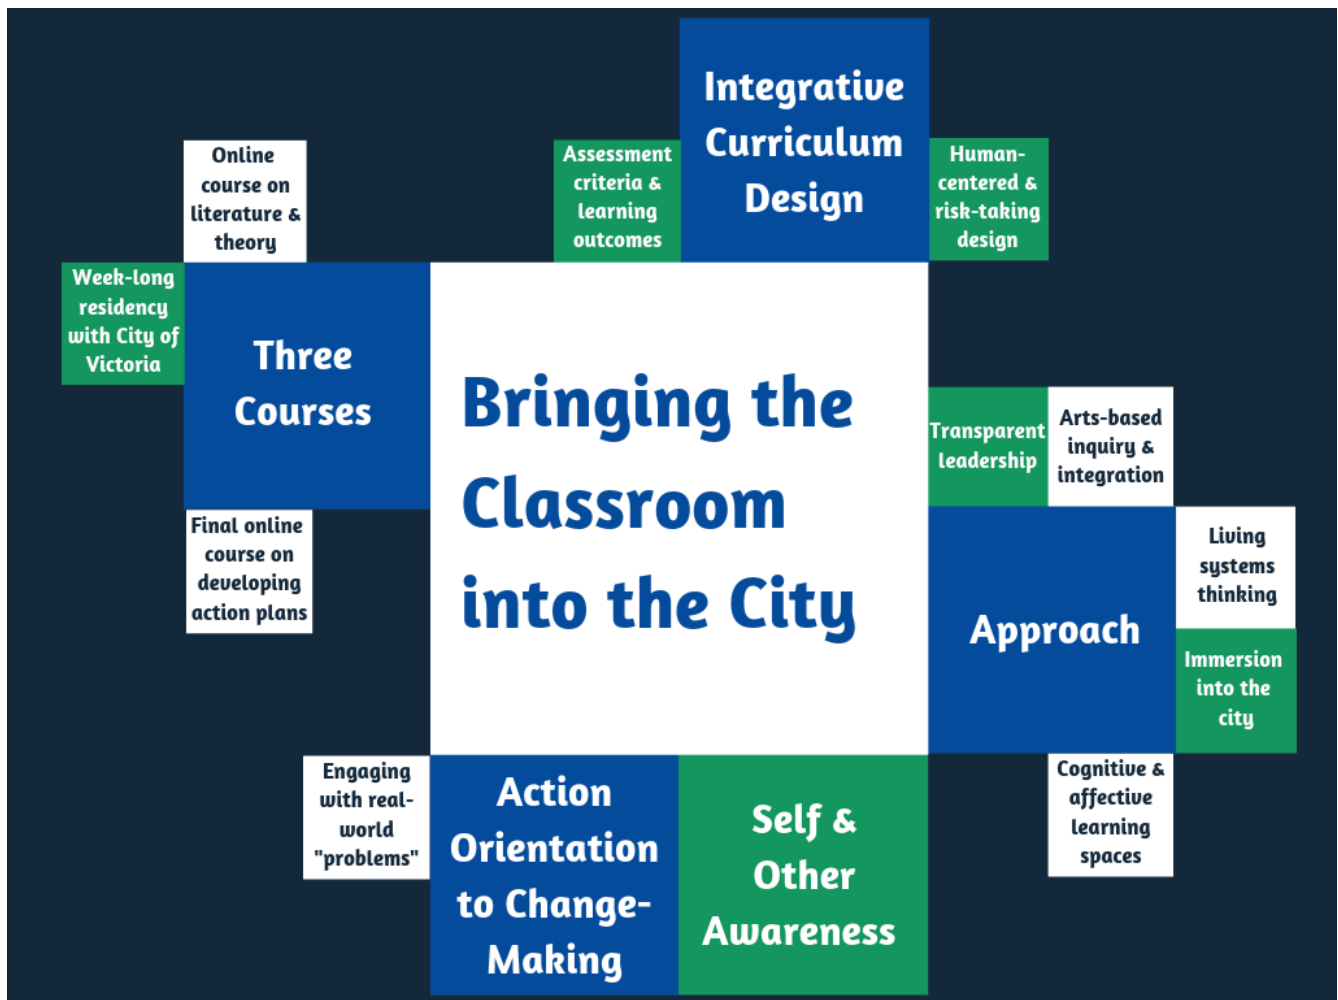 Integrative
Curriculum
Design
Assessment
criteria &
learning
outcomes
Human-
centered &
risk-taking
design
Online
course on
literature &
theory
Week-long
residency
with City of
Victoria
Three
Courses
Final online
course on
developing
action plans
Bringing the
Classroom
into the City
Transparent
leadership
Arts-based
inquiry &
integration
Approach
Living
systems
thinking
Immersion
into the
city
Cognitive &
affective
learning
spaces
Engaging
with real-
world
"problems"
Action
Orientation
to Change-
Making
Self &
Other
Awareness